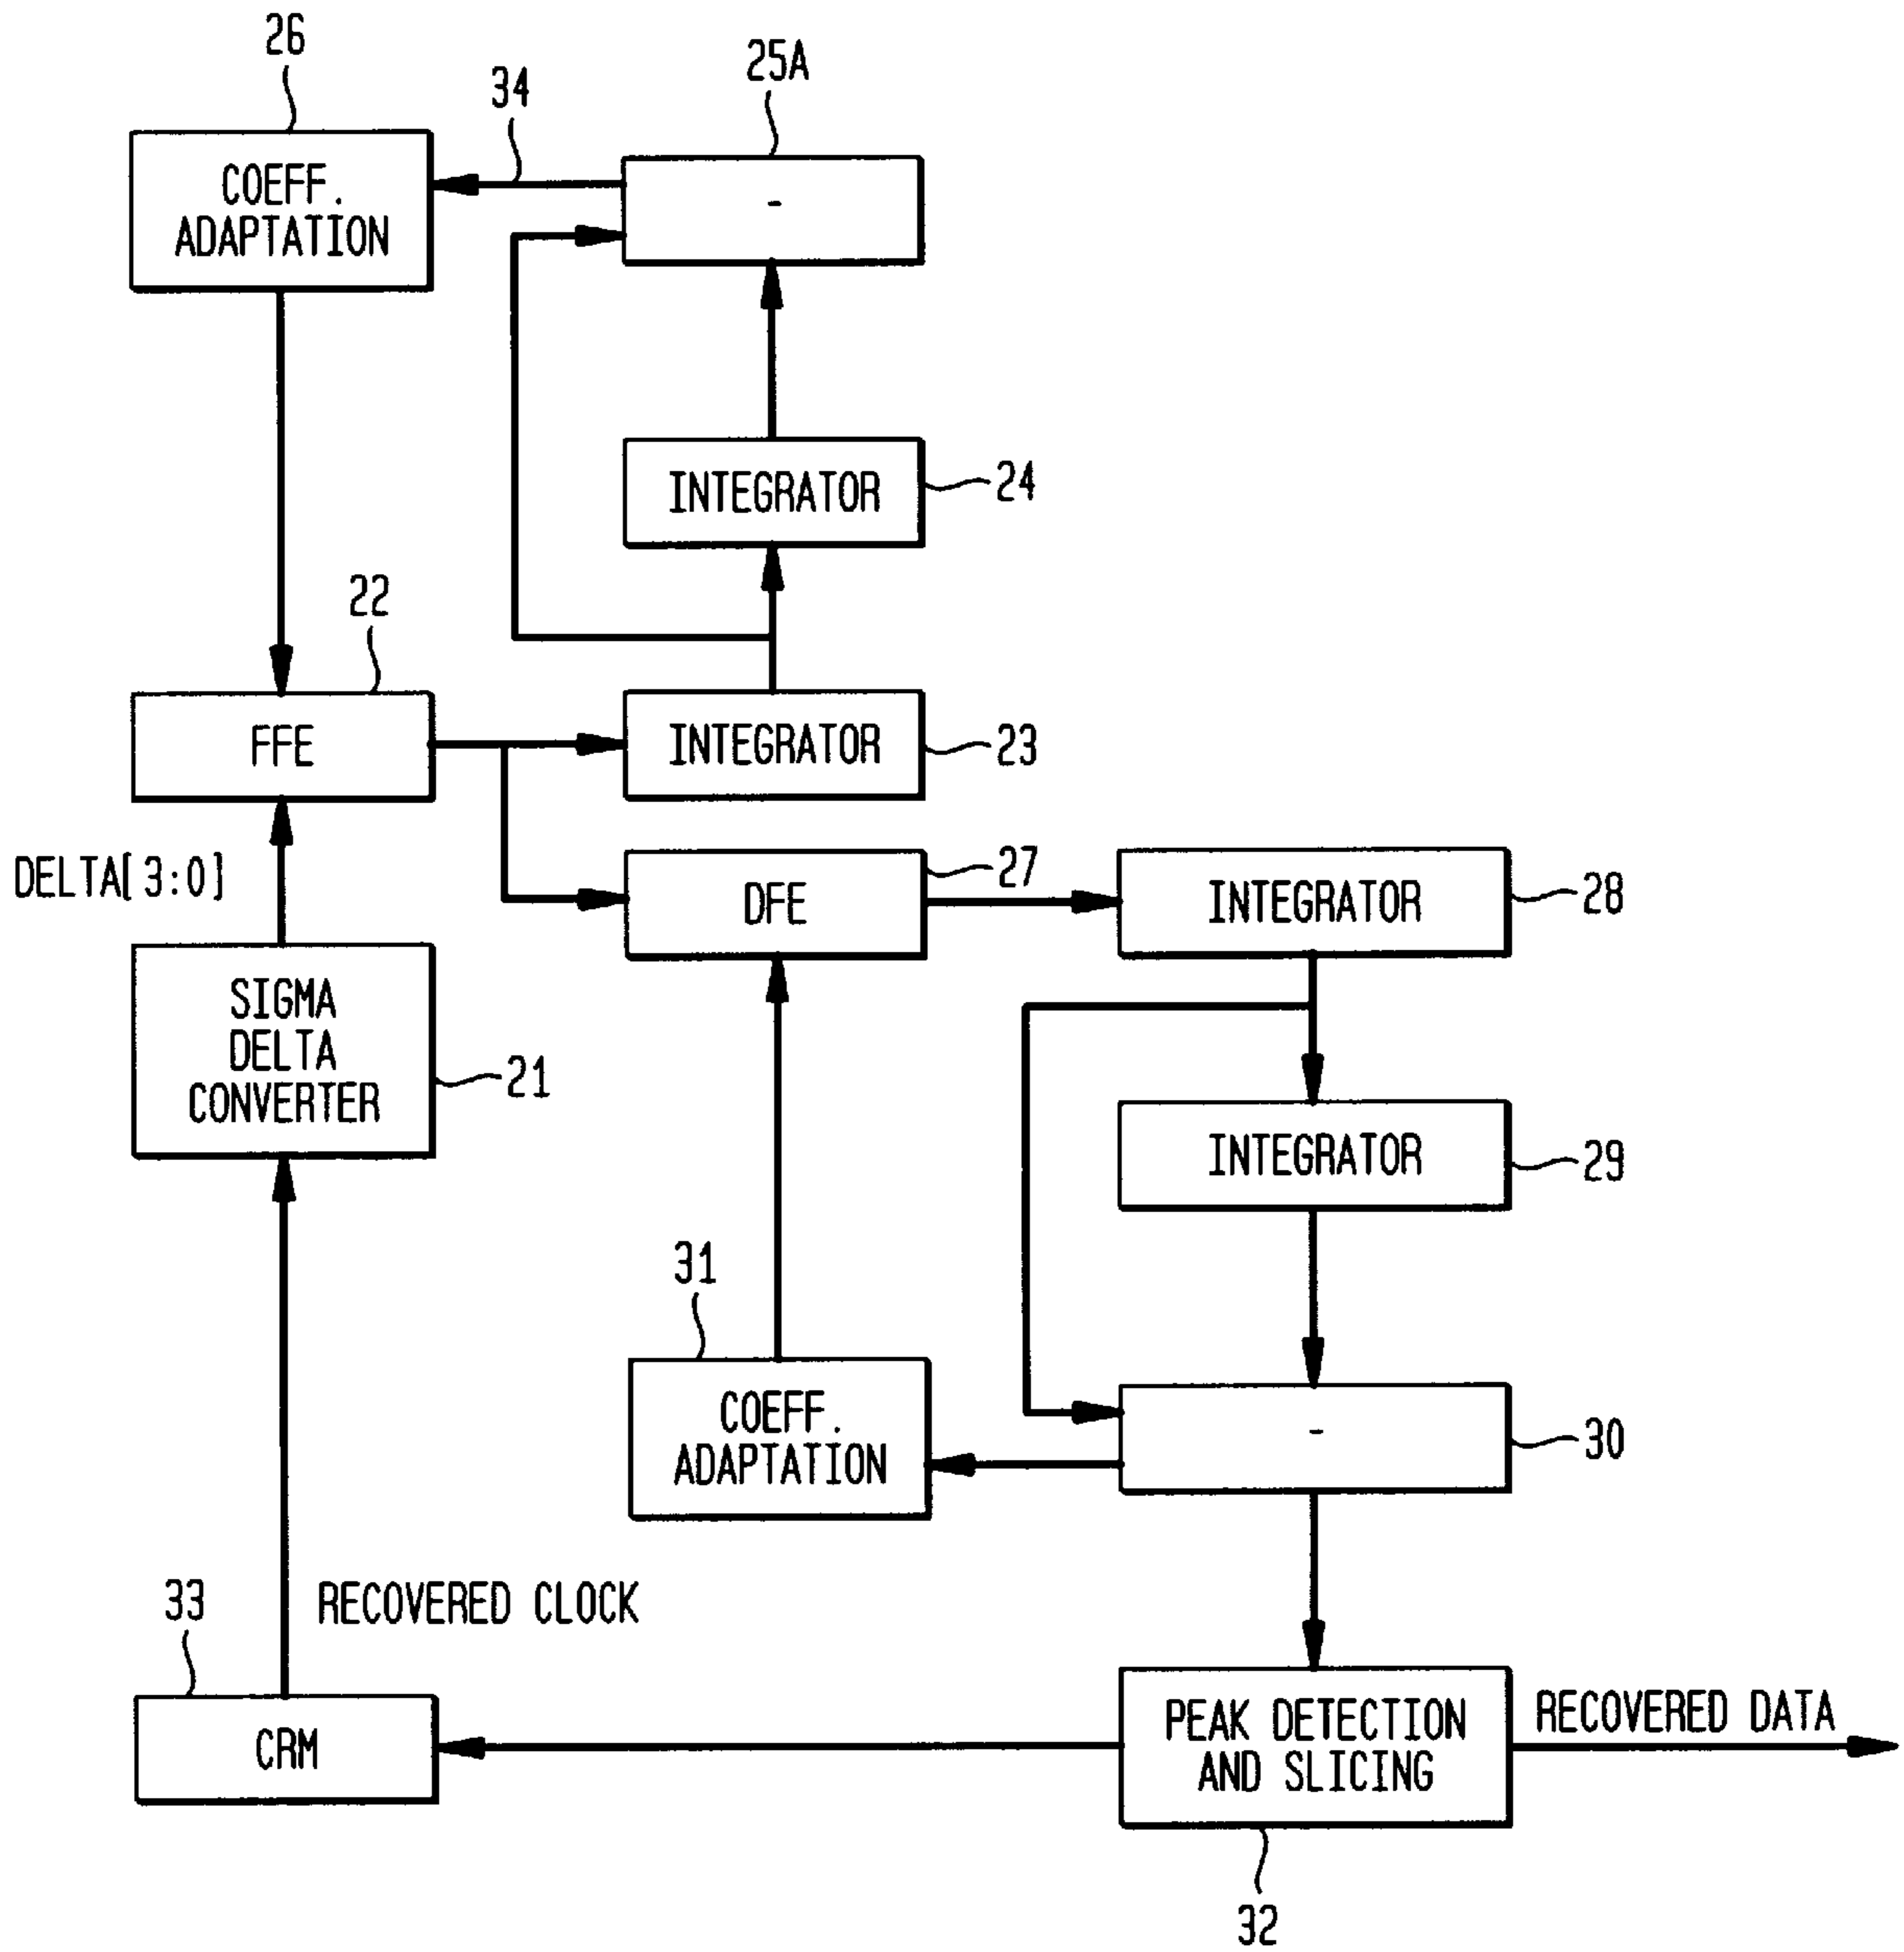 26
34
25A
COEFF.
ADAPTATION
-
INTEGRATOR
24
22
FFE
INTEGRATOR
23
DELTA[3:0]
DFE
27
INTEGRATOR
28
SIGMA
DELTA
CONVERTER
21
INTEGRATOR
29
31
COEFF.
ADAPTATION
-
30
33
RECOVERED CLOCK
CRM
PEAK DETECTION
AND SLICING
RECOVERED DATA
32